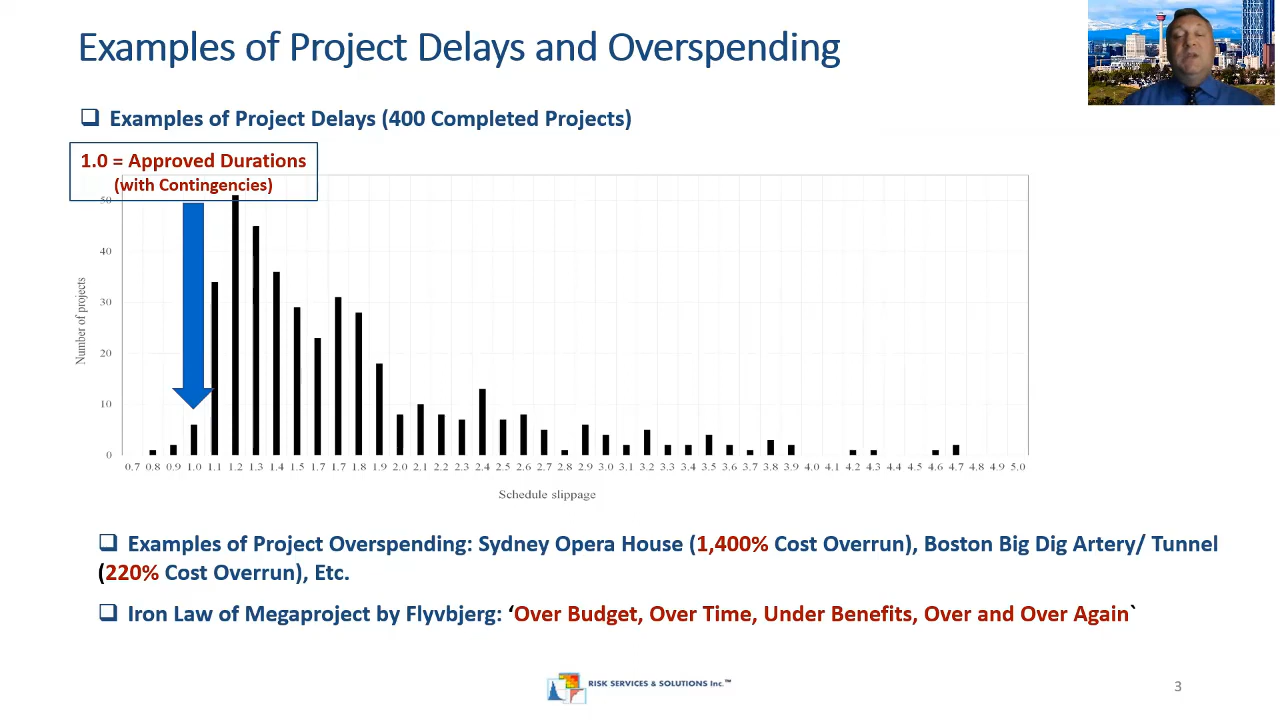 Examples of Project Delays and Overspending
❑ Examples of Project Delays (400 Completed Projects)
1.0 = Approved Durations
(with Contingencies)
50
40
30
20
10
0
Number of projects
0.7 0.8 0.9 1.0 1.1 1.2 1.3 1.4 1.5 1.7 1.7 1.8 1.9 2.0 2.1 2.2 2.3 2.4 2.5 2.6 2.7 2.8 2.9 3.0 3.1 3.2 3.3 3.4 3.5 3.6 3.7 3.8 3.9 4.0 4.1 4.2 4.3 4.4 4.5 4.6 4.7 4.8 4.9 5.0
Schedule slippage
❑ Examples of Project Overspending: Sydney Opera House (1,400% Cost Overrun), Boston Big Dig Artery/ Tunnel
(220% Cost Overrun), Etc.
❑ Iron Law of Megaproject by Flyvbjerg: ‘Over Budget, Over Time, Under Benefits, Over and Over Again`
RISK SERVICES & SOLUTIONS Inc.™
3